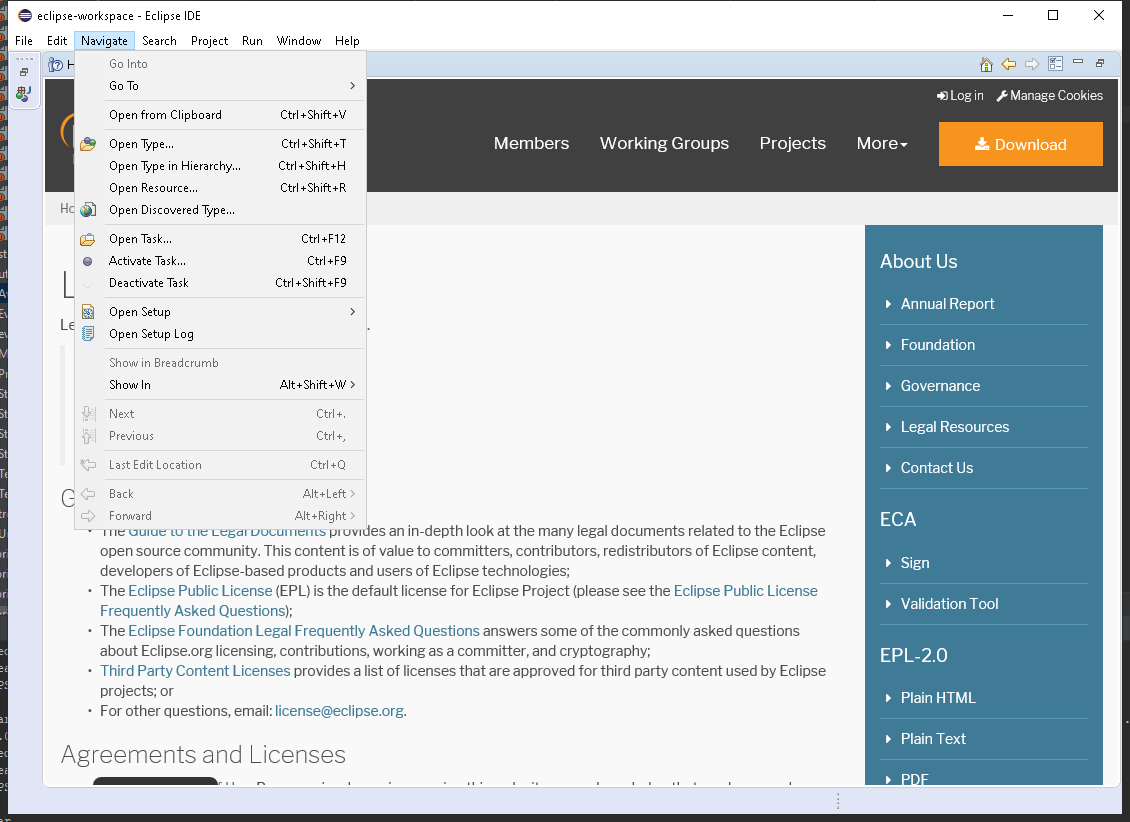 eclipse-workspace - Eclipse IDE
File Edit Navigate Search Project Run Window Help
Go Into
Go To
Open from Clipboard Ctrl+Shift+V
Open Type... Ctrl+Shift+T
Open Type in Hierarchy... Ctrl+Shift+H
Open Resource... Ctrl+Shift+R
Open Discovered Type...
Open Task... Ctrl+F12
Activate Task... Ctrl+F9
Deactivate Task Ctrl+Shift+F9
Open Setup
Open Setup Log
Show in Breadcrumb
Show In Alt+Shift+W
Next Ctrl+.
Previous Ctrl+,
Last Edit Location Ctrl+Q
Back Alt+Left
Forward Alt+Right
Log in Manage Cookies
Members Working Groups Projects More Download
The Guide to the Legal Documents provides an in-depth look at the many legal documents related to the Eclipse
open source community. This content is of value to committers, contributors, redistributors of Eclipse content,
developers of Eclipse-based products and users of Eclipse technologies;
The Eclipse Public License (EPL) is the default license for Eclipse Project (please see the Eclipse Public License
Frequently Asked Questions);
The Eclipse Foundation Legal Frequently Asked Questions answers some of the commonly asked questions
about Eclipse.org licensing, contributions, working as a committer, and cryptography;
Third Party Content Licenses provides a list of licenses that are approved for third party content used by Eclipse
projects; or
For other questions, email: license@eclipse.org.
Agreements and Licenses
About Us
Annual Report
Foundation
Governance
Legal Resources
Contact Us
ECA
Sign
Validation Tool
EPL-2.0
Plain HTML
Plain Text
PDF